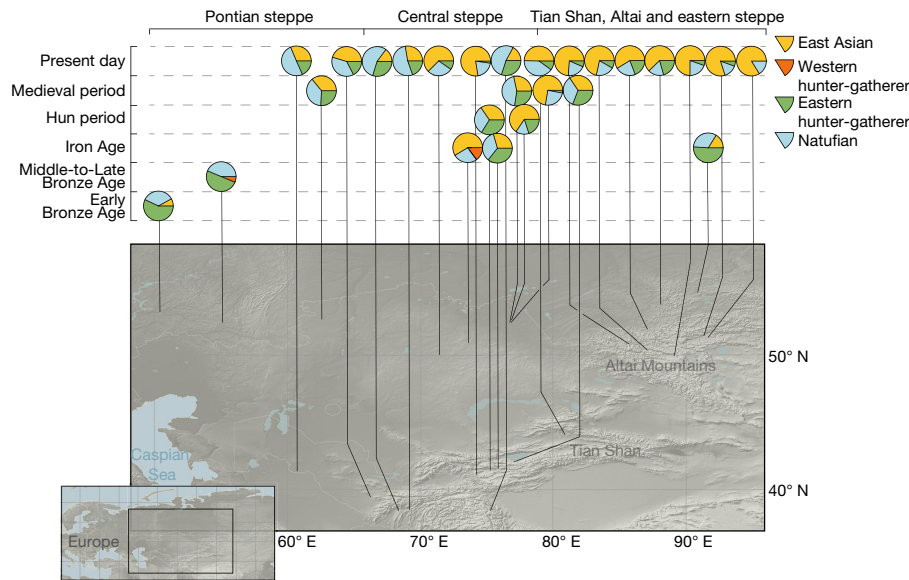 Pontian steppe
Central steppe
Tian Shan, Altai and eastern steppe
Present day
Medieval period
Hun period
Iron Age
Middle-to-Late
Bronze Age
Early
Bronze Age
East Asian
Western
hunter-gatherer
Eastern
hunter-gatherer
Natufian
Altai Mountains
Tian Shan
Caspian
Sea
Europe
50° N
40° N
60° E
70° E
80° E
90° E